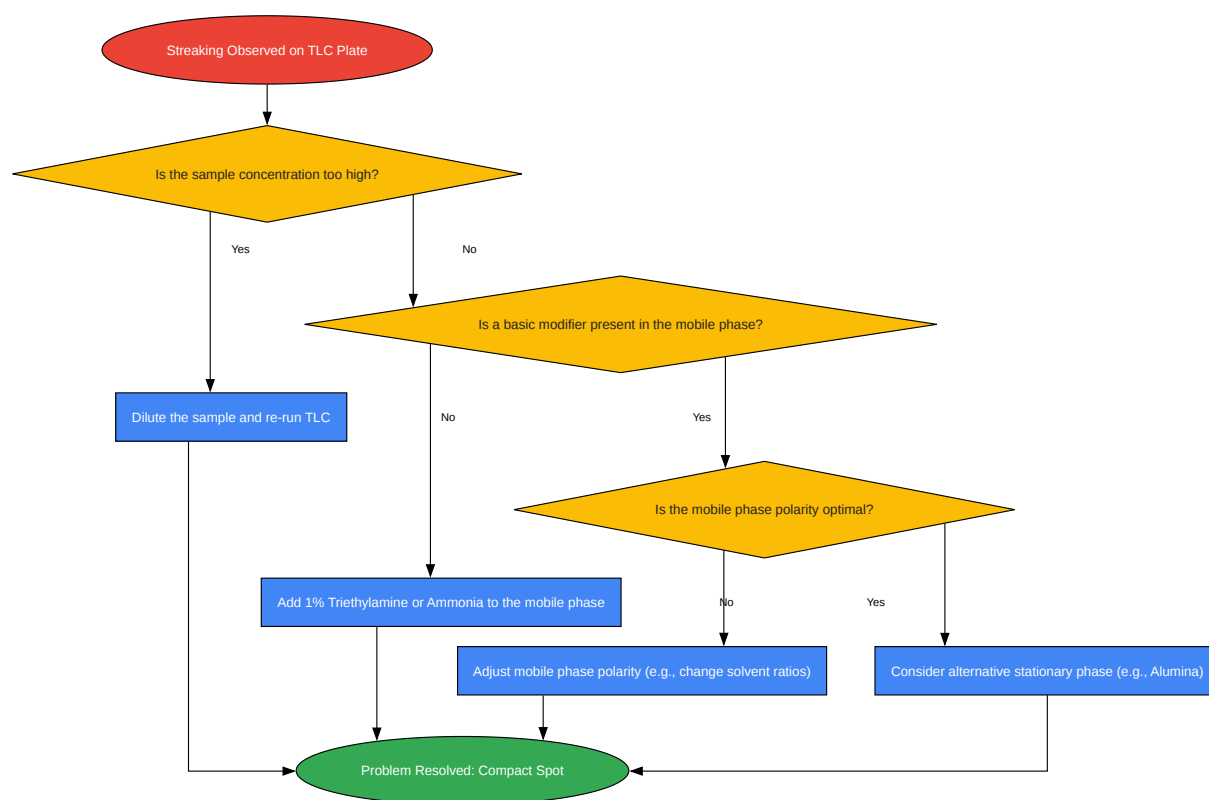 Streaking Observed on TLC Plate
Is the sample concentration too high?
Yes
No
Is a basic modifier present in the mobile phase?
Dilute the sample and re-run TLC
No
Yes
Is the mobile phase polarity optimal?
Add 1% Triethylamine or Ammonia to the mobile phase
No
Yes
Adjust mobile phase polarity (e.g., change solvent ratios)
Consider alternative stationary phase (e.g., Alumina)
Problem Resolved: Compact Spot